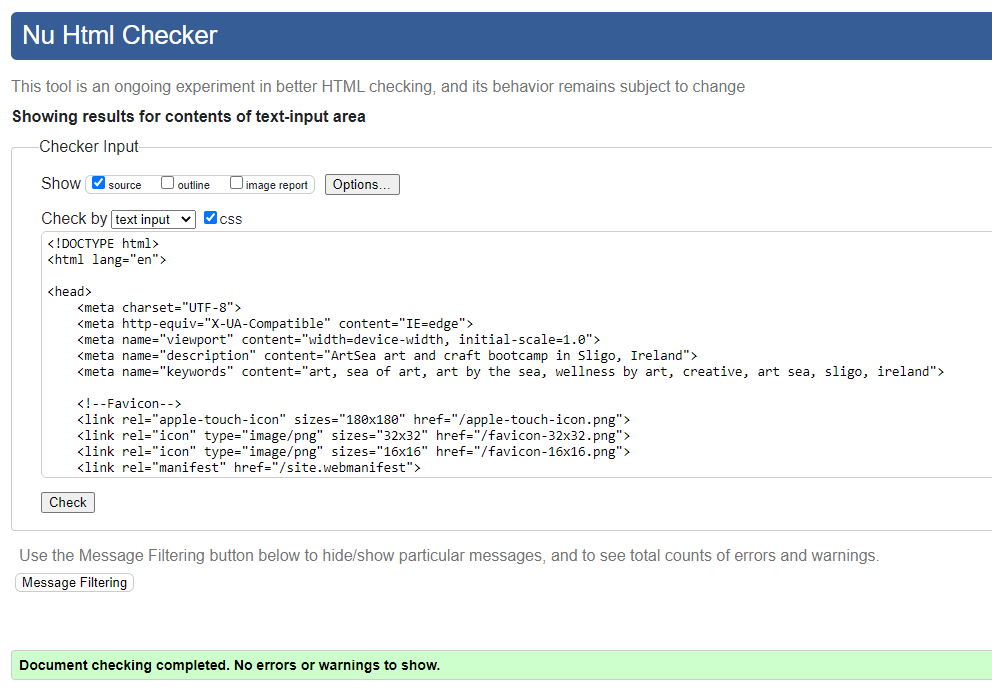 Nu Html Checker
This tool is an ongoing experiment in better HTML checking, and its behavior remains subject to change
Showing results for contents of text-input area
Checker Input
Show source outline image report Options...
Check by text input css
<!DOCTYPE html>
<html lang="en">
<head>
<meta charset="UTF-8">
<meta http-equiv="X-UA-Compatible" content="IE=edge">
<meta name="viewport" content="width=device-width, initial-scale=1.0">
<meta name="description" content="ArtSea art and craft bootcamp in Sligo, Ireland">
<meta name="keywords" content="art, sea of art, art by the sea, wellness by art, creative, art sea, sligo, ireland">
<!--Favicon-->
<link rel="apple-touch-icon" sizes="180x180" href="/apple-touch-icon.png">
<link rel="icon" type="image/png" sizes="32x32" href="/favicon-32x32.png">
<link rel="icon" type="image/png" sizes="16x16" href="/favicon-16x16.png">
<link rel="manifest" href="/site.webmanifest">
Check
Use the Message Filtering button below to hide/show particular messages, and to see total counts of errors and warnings.
Message Filtering
Document checking completed. No errors or warnings to show.